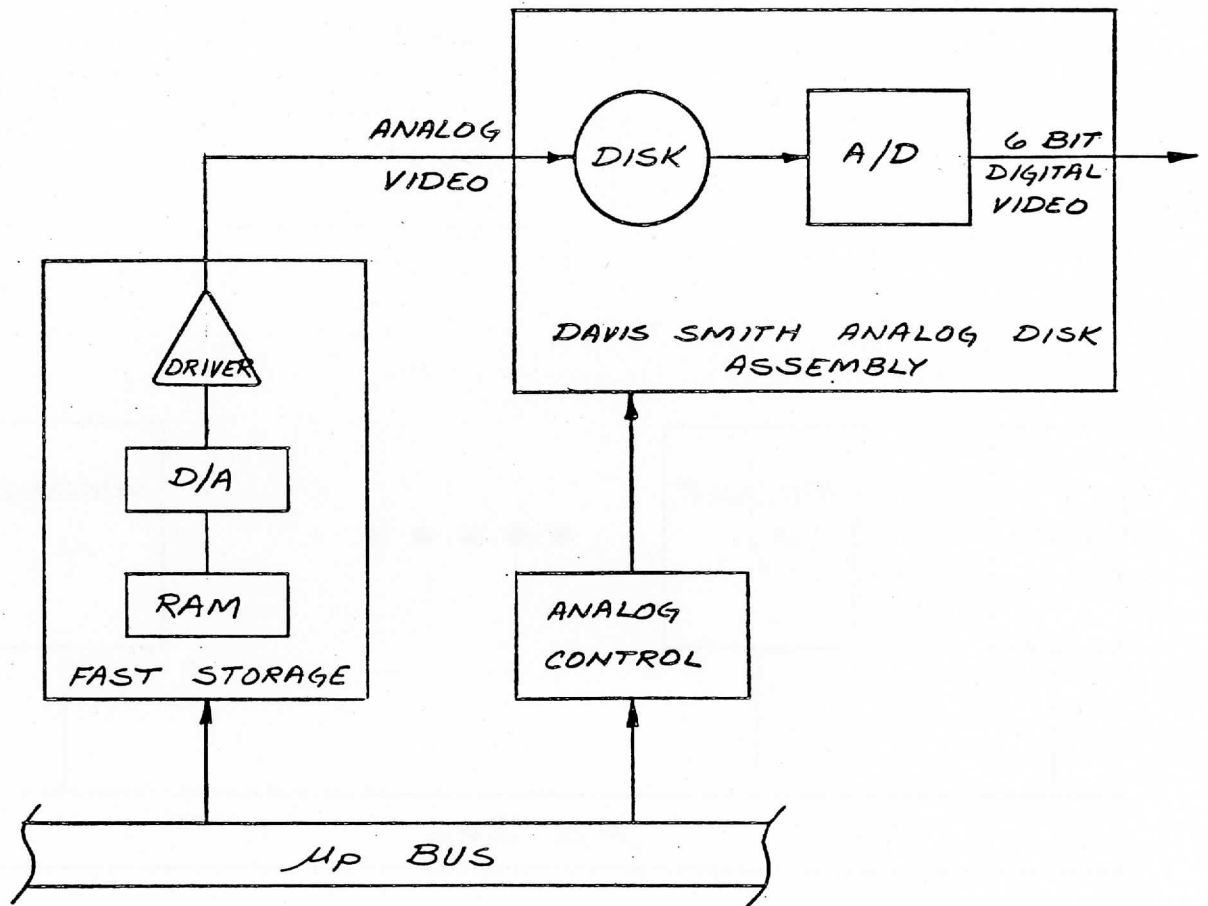 ANALOG
VIDEO
DISK
A/D
6 BIT
DIGITAL
VIDEO
DAVIS SMITH ANALOG DISK
ASSEMBLY
DRIVER
D/A
RAM
FAST STORAGE
ANALOG
CONTROL
μP BUS